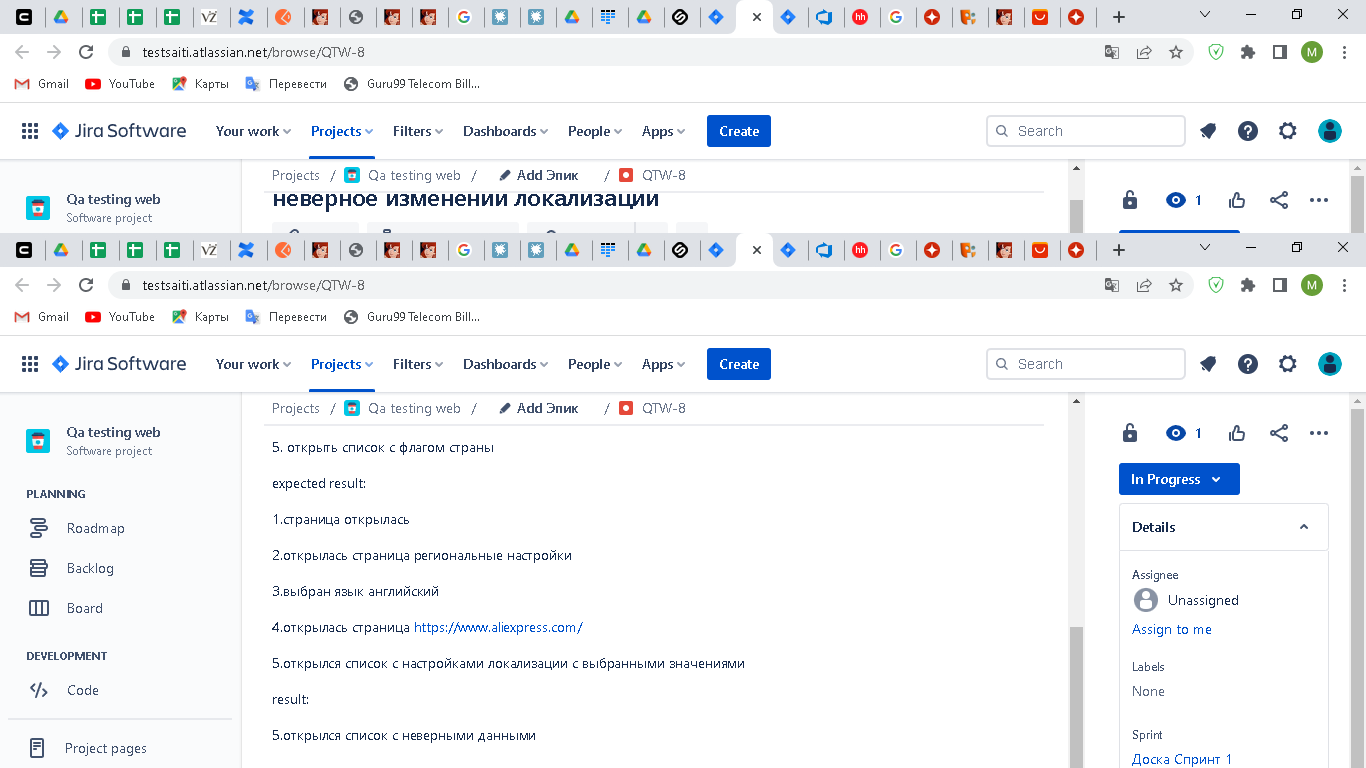 testsaiti.atlassian.net/browse/QTW-8
Gmail YouTube Карты Перевести Guru99 Telecom Bill...
Jira Software Your work Projects Filters Dashboards People Apps Create Search
Projects / Qa testing web / Add Эпик / QTW-8
Qa testing web
Software project
неверное изменении локализации
1
testsaiti.atlassian.net/browse/QTW-8
Gmail YouTube Карты Перевести Guru99 Telecom Bill...
Jira Software Your work Projects Filters Dashboards People Apps Create Search
Projects / Qa testing web / Add Эпик / QTW-8
Qa testing web
Software project
1
PLANNING
Roadmap
Backlog
Board
DEVELOPMENT
Code
Project pages
5. открыть список с флагом страны
expected result:
1.страница открылась
2.открылась страница региональные настройки
3.выбран язык английский
4.открылась страница https://www.aliexpress.com/
5.открылся список с настройками локализации с выбранными значениями
result:
5.открылся список с неверными данными
In Progress
Details
Assignee
Unassigned
Assign to me
Labels
None
Sprint
Доска Спринт 1